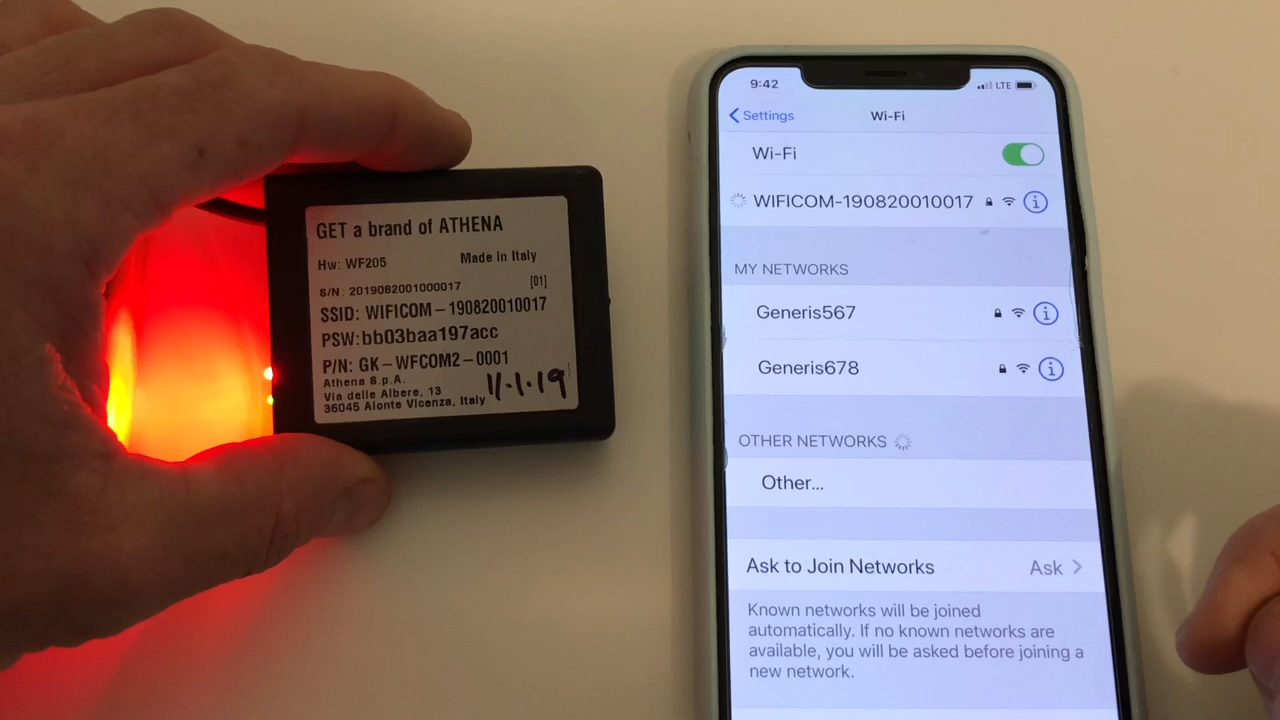 GET a brand of ATHENA
Hw: WF205 Made in Italy
S/N: 2019082001000017 [01]
SSID: WIFICOM-190820010017
PSW: bb03baa197acc
P/N: GK-WFCOM2-0001
Athena S.p.A.
Via delle Albere, 13
36045 Alonte Vicenza, Italy
11-1-19
9:42 LTE
Settings Wi-Fi
Wi-Fi
WIFICOM-190820010017
MY NETWORKS
Generis567
Generis678
OTHER NETWORKS
Other...
Ask to Join Networks Ask
Known networks will be joined
automatically. If no known networks are
available, you will be asked before joining a
new network.